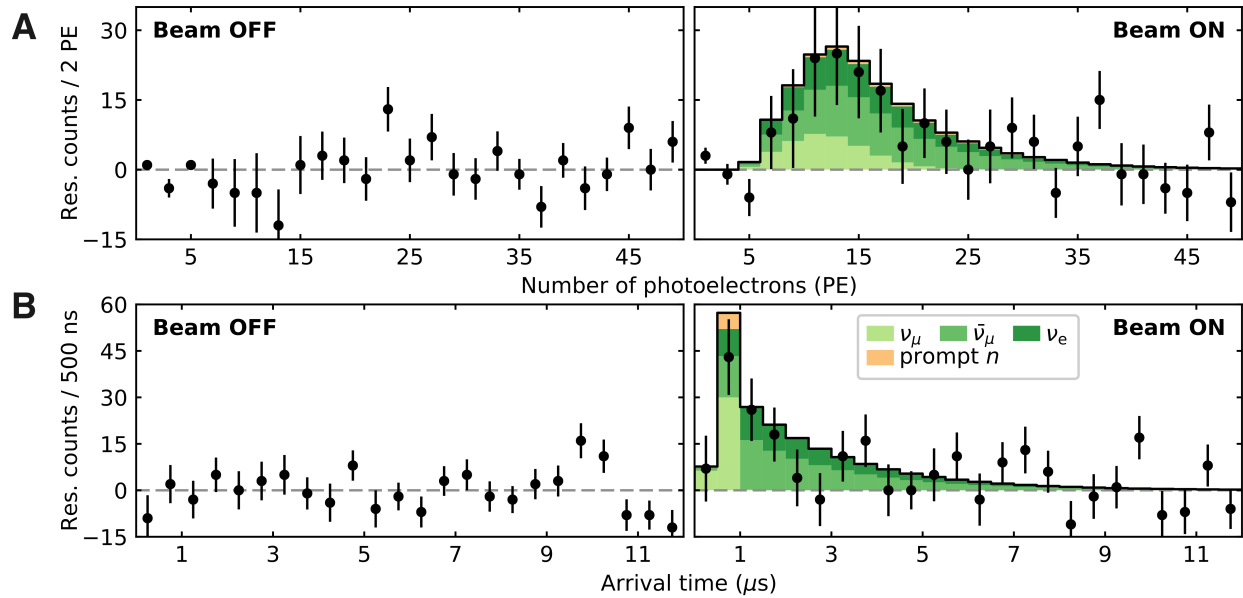 A
Res. counts / 2 PE
30
15
0
−15
Beam OFF
Beam ON
5 15 25 35 45
5 15 25 35 45
Number of photoelectrons (PE)
B
Res. counts / 500 ns
60
45
30
15
0
−15
Beam OFF
Beam ON
νμ ν̄μ νe
prompt n
1 3 5 7 9 11
1 3 5 7 9 11
Arrival time (μs)